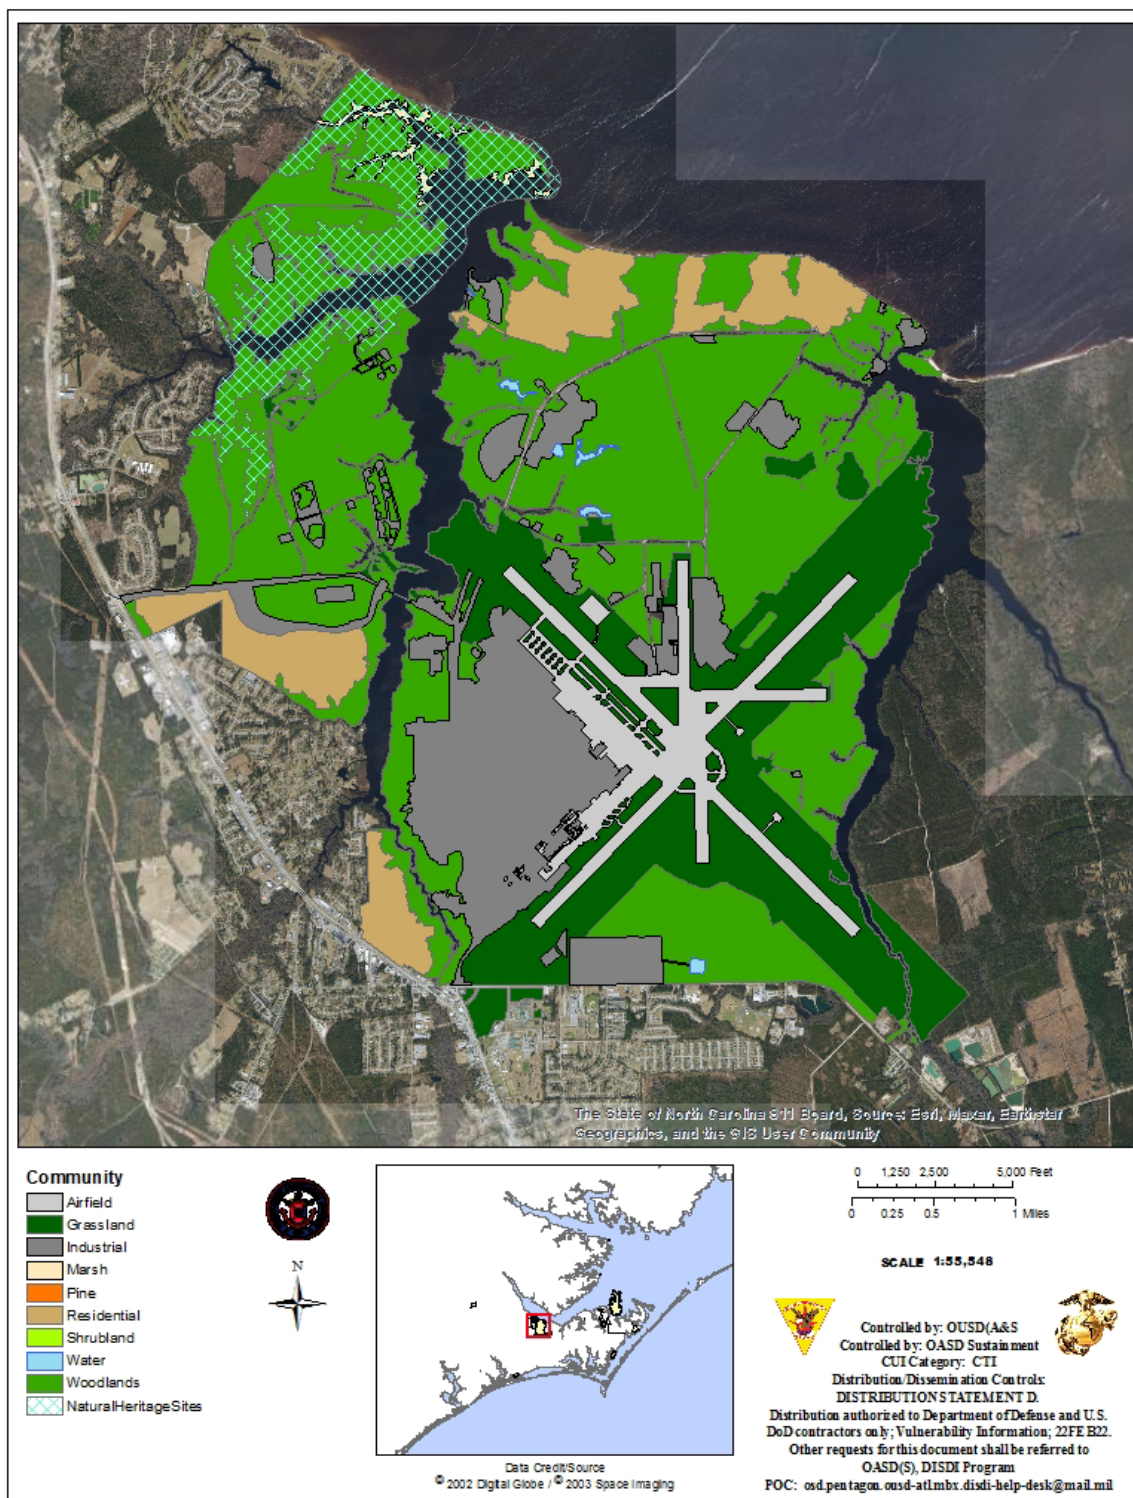 The State of North Carolina 911 Board, Source: Esri, Maxar, Earthstar
Geographics, and the GIS User Community
Community
Airfield
Grassland
Industrial
Marsh
Pine
Residential
Shrubland
Water
Woodlands
NaturalHeritageSites
N
Data Credit/Source
© 2002 Digital Globe / © 2003 Space Imaging
0 1,250 2,500 5,000 Feet
0 0.25 0.5 1 Miles
SCALE 1:55,548
Controlled by: OUSD(A&S
Controlled by: OASD Sustainment
CUI Category: CTI
Distribution/Dissemination Controls:
DISTRIBUTION STATEMENT D.
Distribution authorized to Department of Defense and U.S.
DoD contractors only; Vulnerability Information; 22FEB22.
Other requests for this document shall be referred to
OASD(S), DISDI Program
POC: osd.pentagon.ousd-atl.mbx.disdi-help-desk@mail.mil